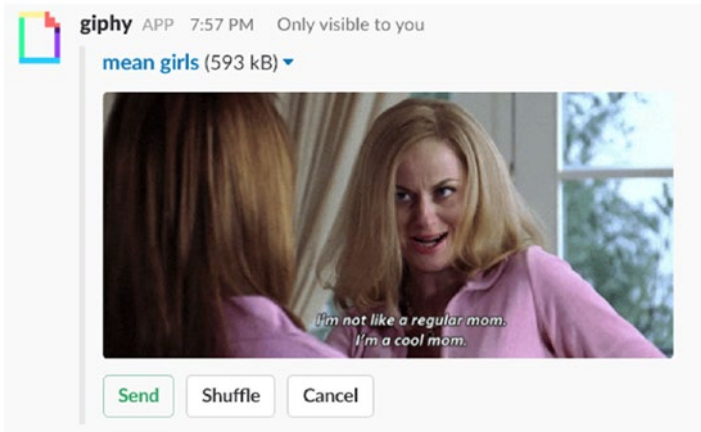 giphy APP 7:57 PM Only visible to you
mean girls (593 kB)
I'm not like a regular mom.
I'm a cool mom.
Send Shuffle Cancel